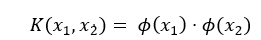 K(x₁, x₂̇) = ϕ(x₁) · ϕ(x₂)